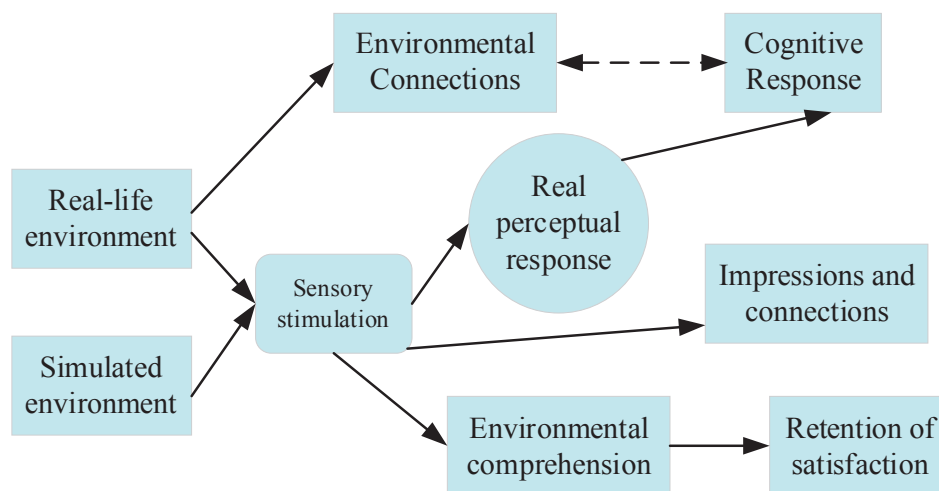 Environmental
Connections
Cognitive
Response
Real-life
environment
Real
perceptual
response
Sensory
stimulation
Impressions and
connections
Simulated
environment
Environmental
comprehension
Retention of
satisfaction